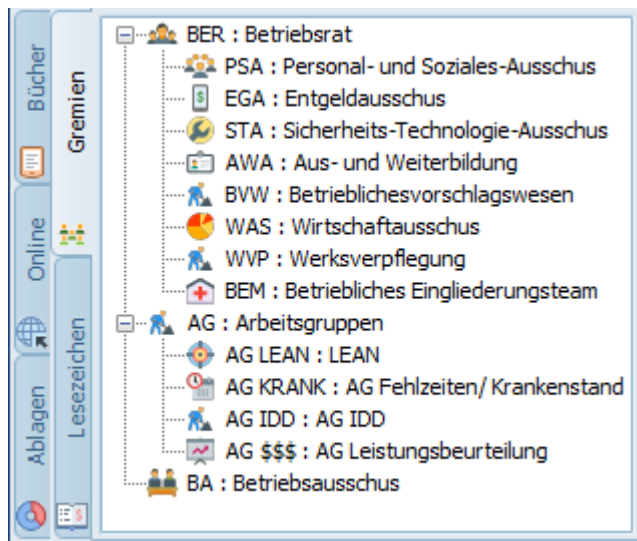 Bücher
Online
Ablagen
Gremien
Lesezeichen
BER : Betriebsrat
PSA : Personal- und Soziales-Ausschus
EGA : Entgeldausschus
STA : Sicherheits-Technologie-Ausschus
AWA : Aus- und Weiterbildung
BVW : Betrieblichesvorschlagswesen
WAS : Wirtschaftausschus
WVP : Werksverpflegung
BEM : Betriebliches Eingliederungsteam
AG : Arbeitsgruppen
AG LEAN : LEAN
AG KRANK : AG Fehlzeiten/ Krankenstand
AG IDD : AG IDD
AG $$$ : AG Leistungsbeurteilung
BA : Betriebsausschus